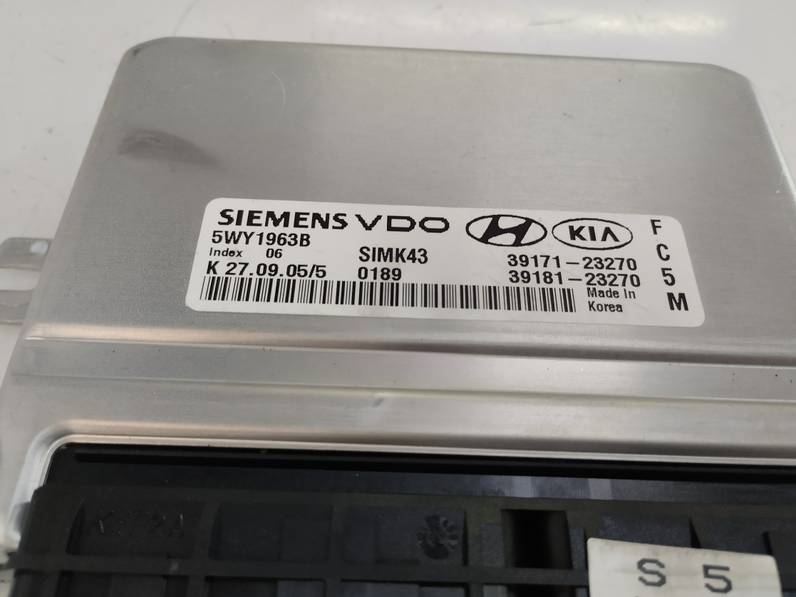 SIEMENS VDO KIA
5WY1963B
Index 06 SIMK43 39171-23270
K 27.09.05/5 0189 39181-23270
Made In
Korea
F
C
5
M
K272A
S 5